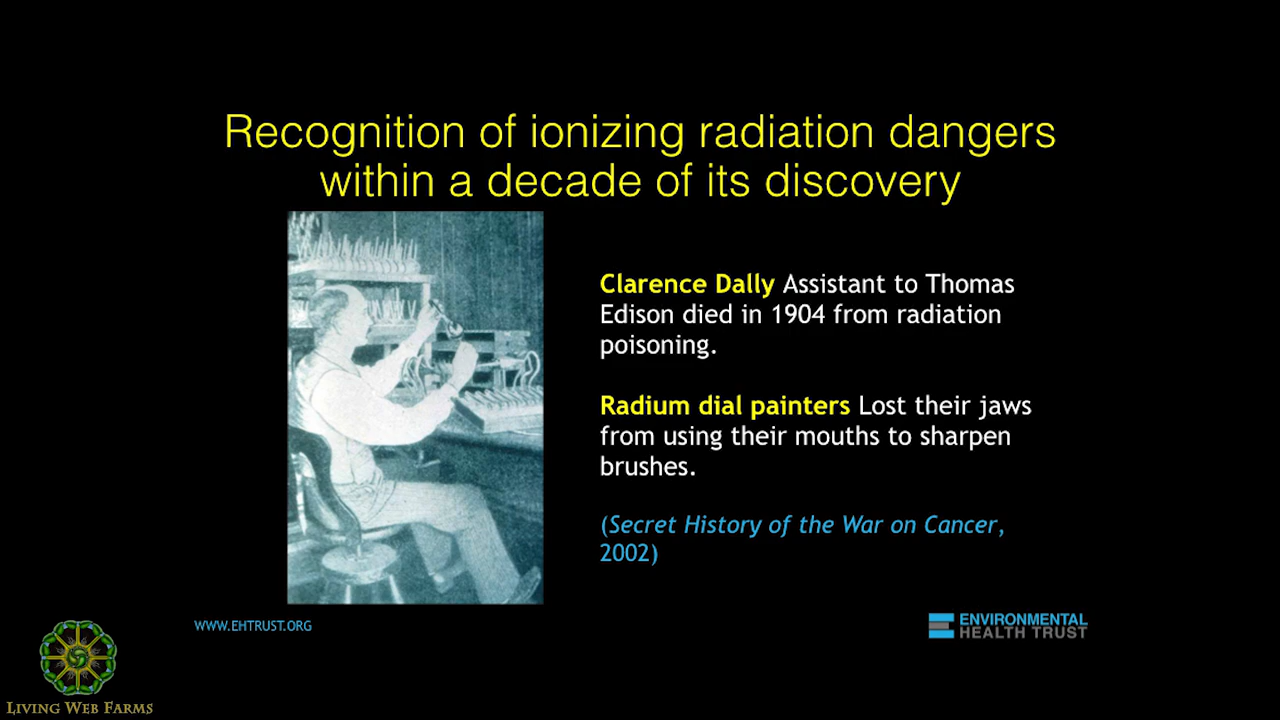 Recognition of ionizing radiation dangers
within a decade of its discovery
Clarence Dally Assistant to Thomas
Edison died in 1904 from radiation
poisoning.
Radium dial painters Lost their jaws
from using their mouths to sharpen
brushes.
(Secret History of the War on Cancer,
2002)
WWW.EHTRUST.ORG
ENVIRONMENTAL
HEALTH TRUST
LIVING WEB FARMS